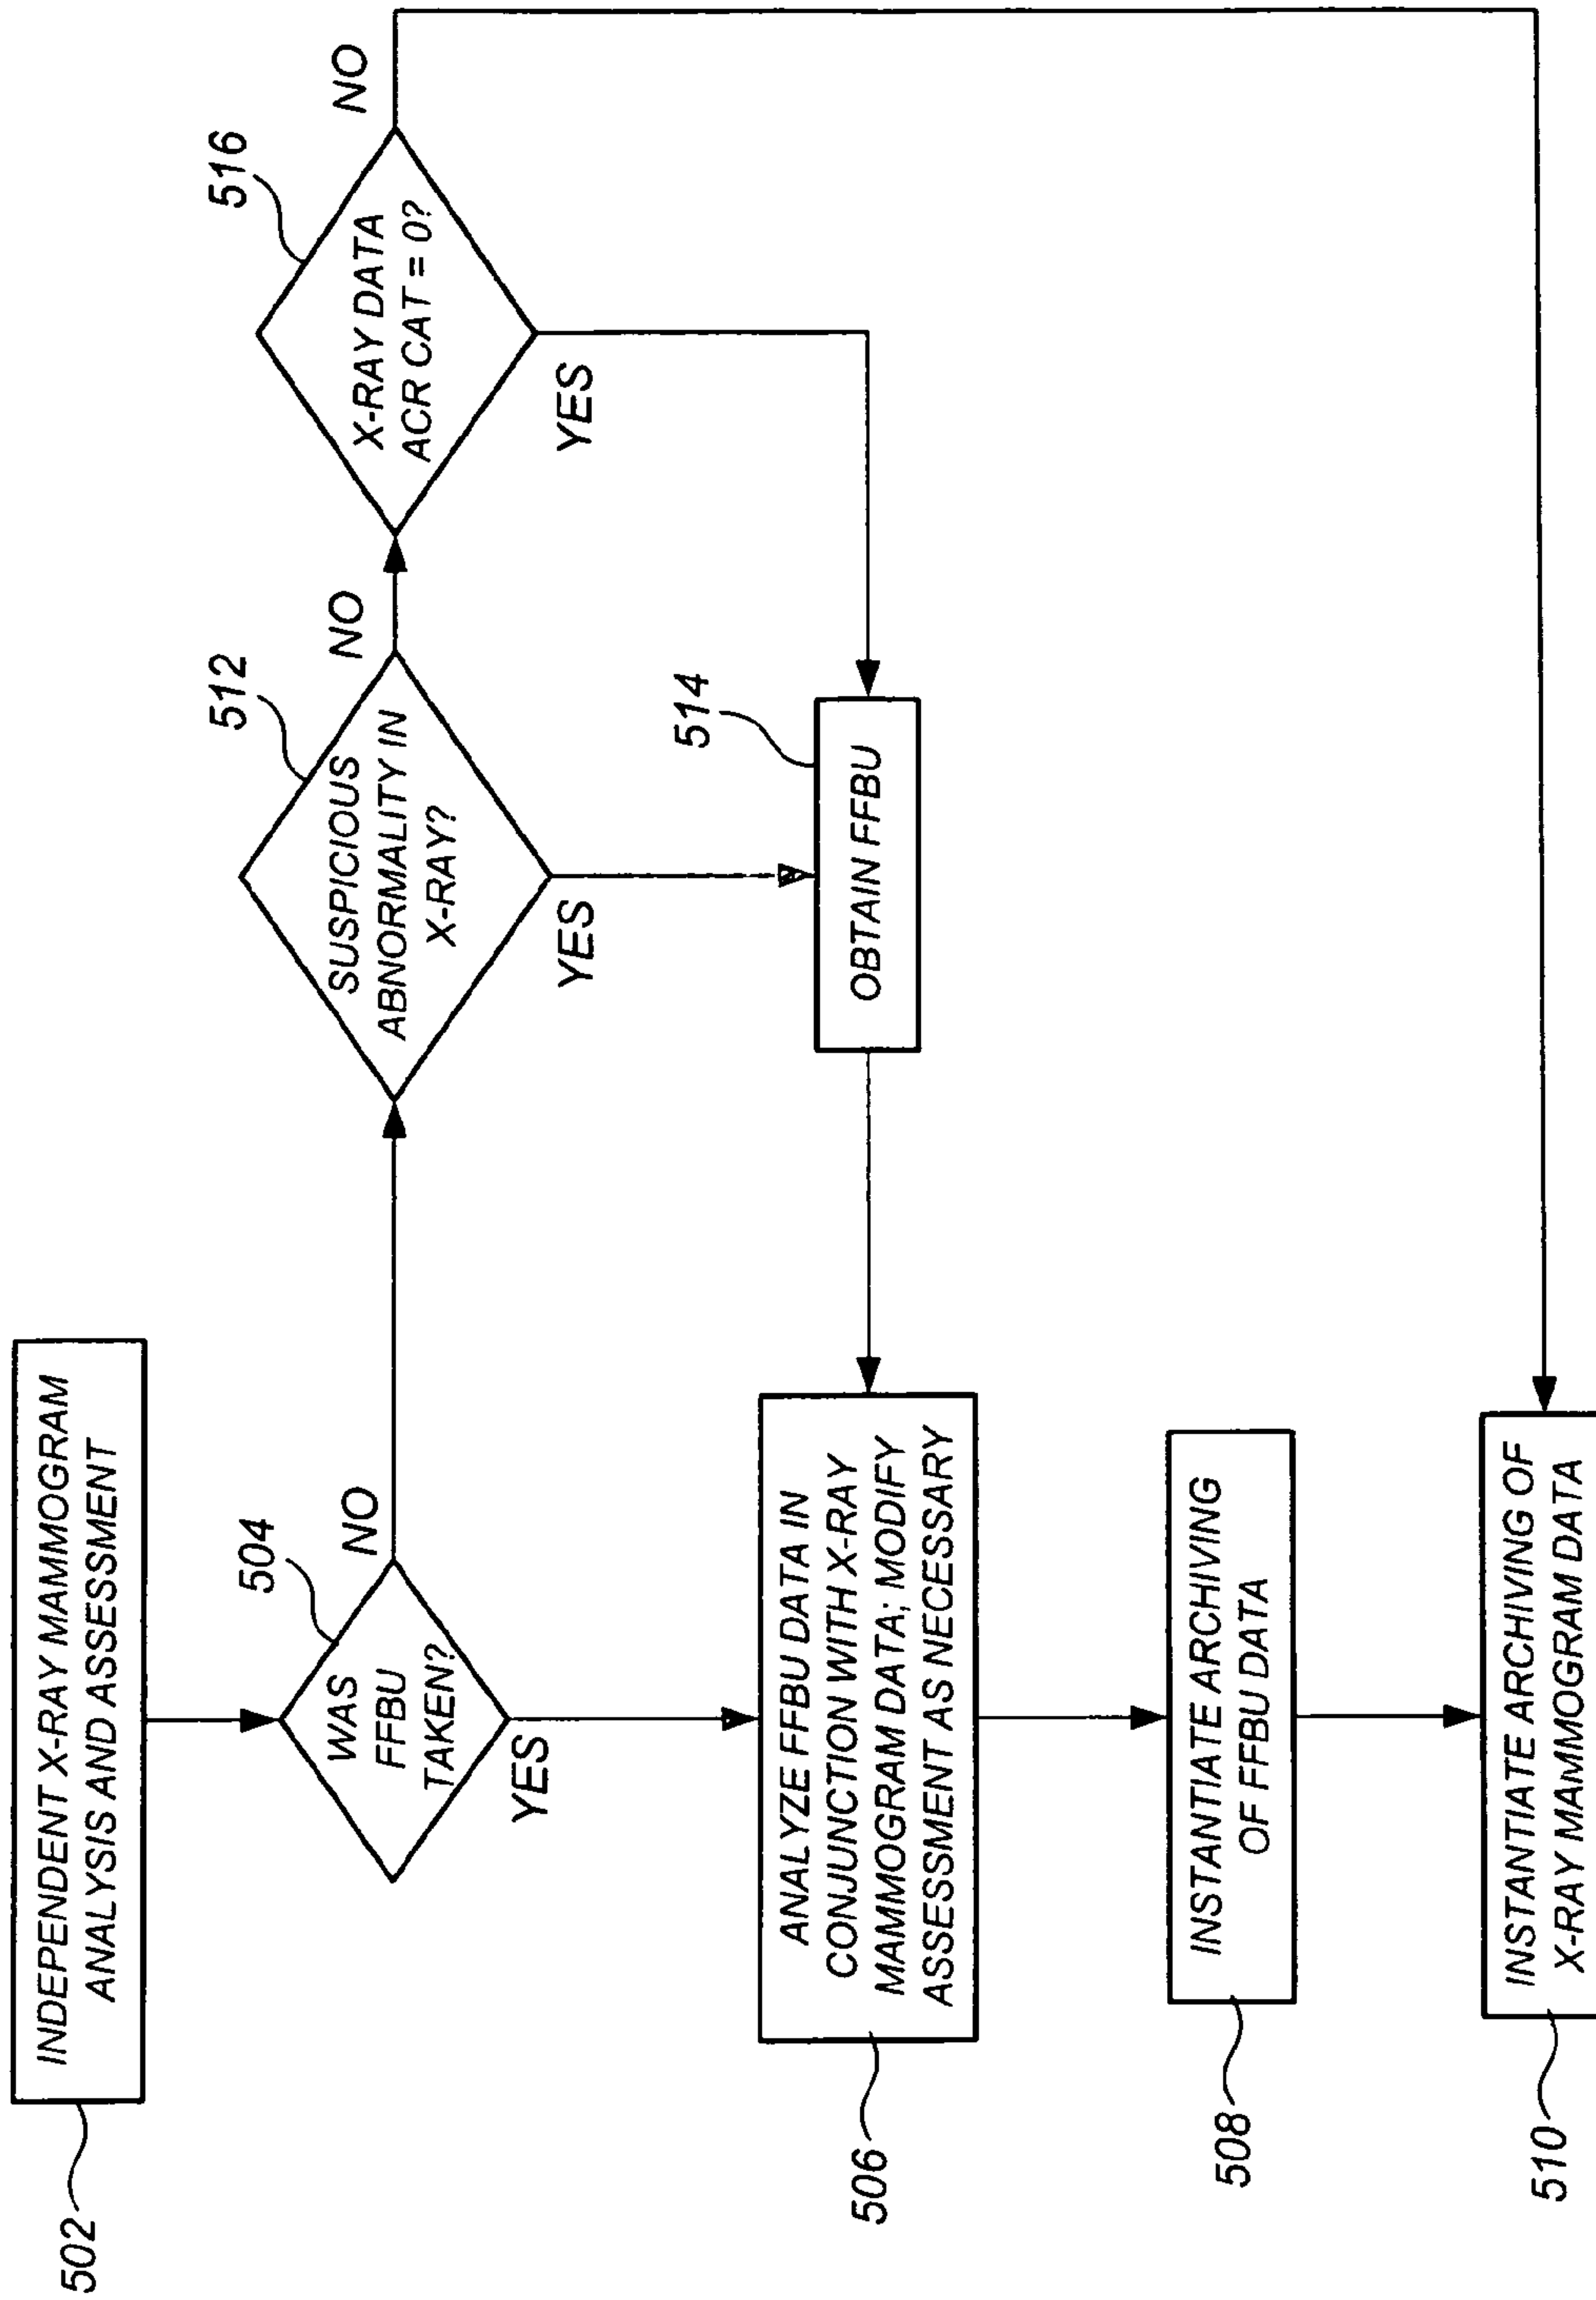 502
INDEPENDENT X-RAY MAMMOGRAM
ANALYSIS AND ASSESSMENT
504
WAS
FFBU
TAKEN?
NO
YES
512
SUSPICIOUS
ABNORMALITY IN
X-RAY?
NO
YES
516
X-RAY DATA
ACR CAT = 0?
NO
YES
514
OBTAIN FFBU
506
ANALYZE FFBU DATA IN
CONJUNCTION WITH X-RAY
MAMMOGRAM DATA; MODIFY
ASSESSMENT AS NECESSARY
508
INSTANTIATE ARCHIVING
OF FFBU DATA
510
INSTANTIATE ARCHIVING OF
X-RAY MAMMOGRAM DATA